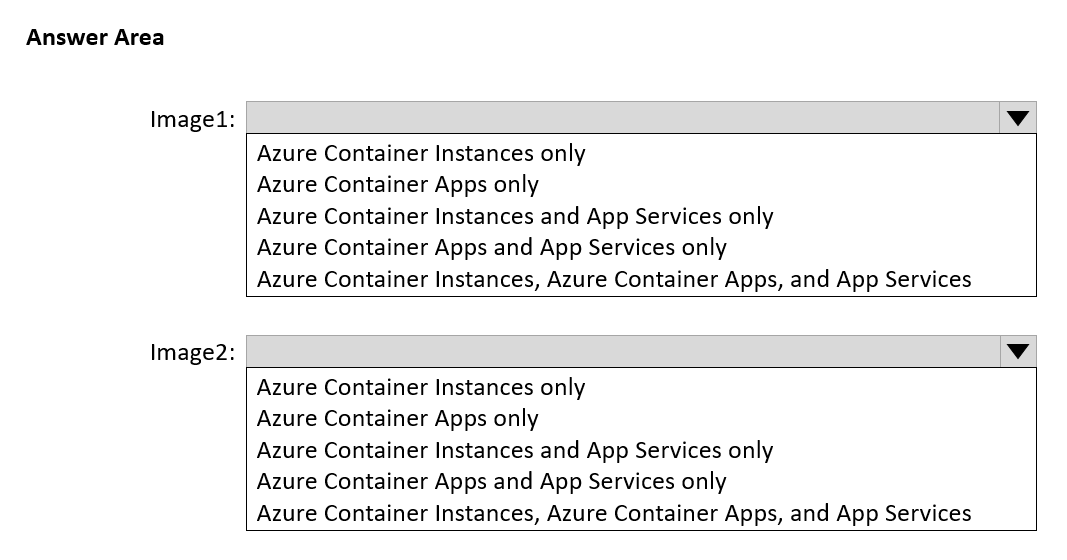 Answer Area
Image1:
Azure Container Instances only
Azure Container Apps only
Azure Container Instances and App Services only
Azure Container Apps and App Services only
Azure Container Instances, Azure Container Apps, and App Services
Image2:
Azure Container Instances only
Azure Container Apps only
Azure Container Instances and App Services only
Azure Container Apps and App Services only
Azure Container Instances, Azure Container Apps, and App Services